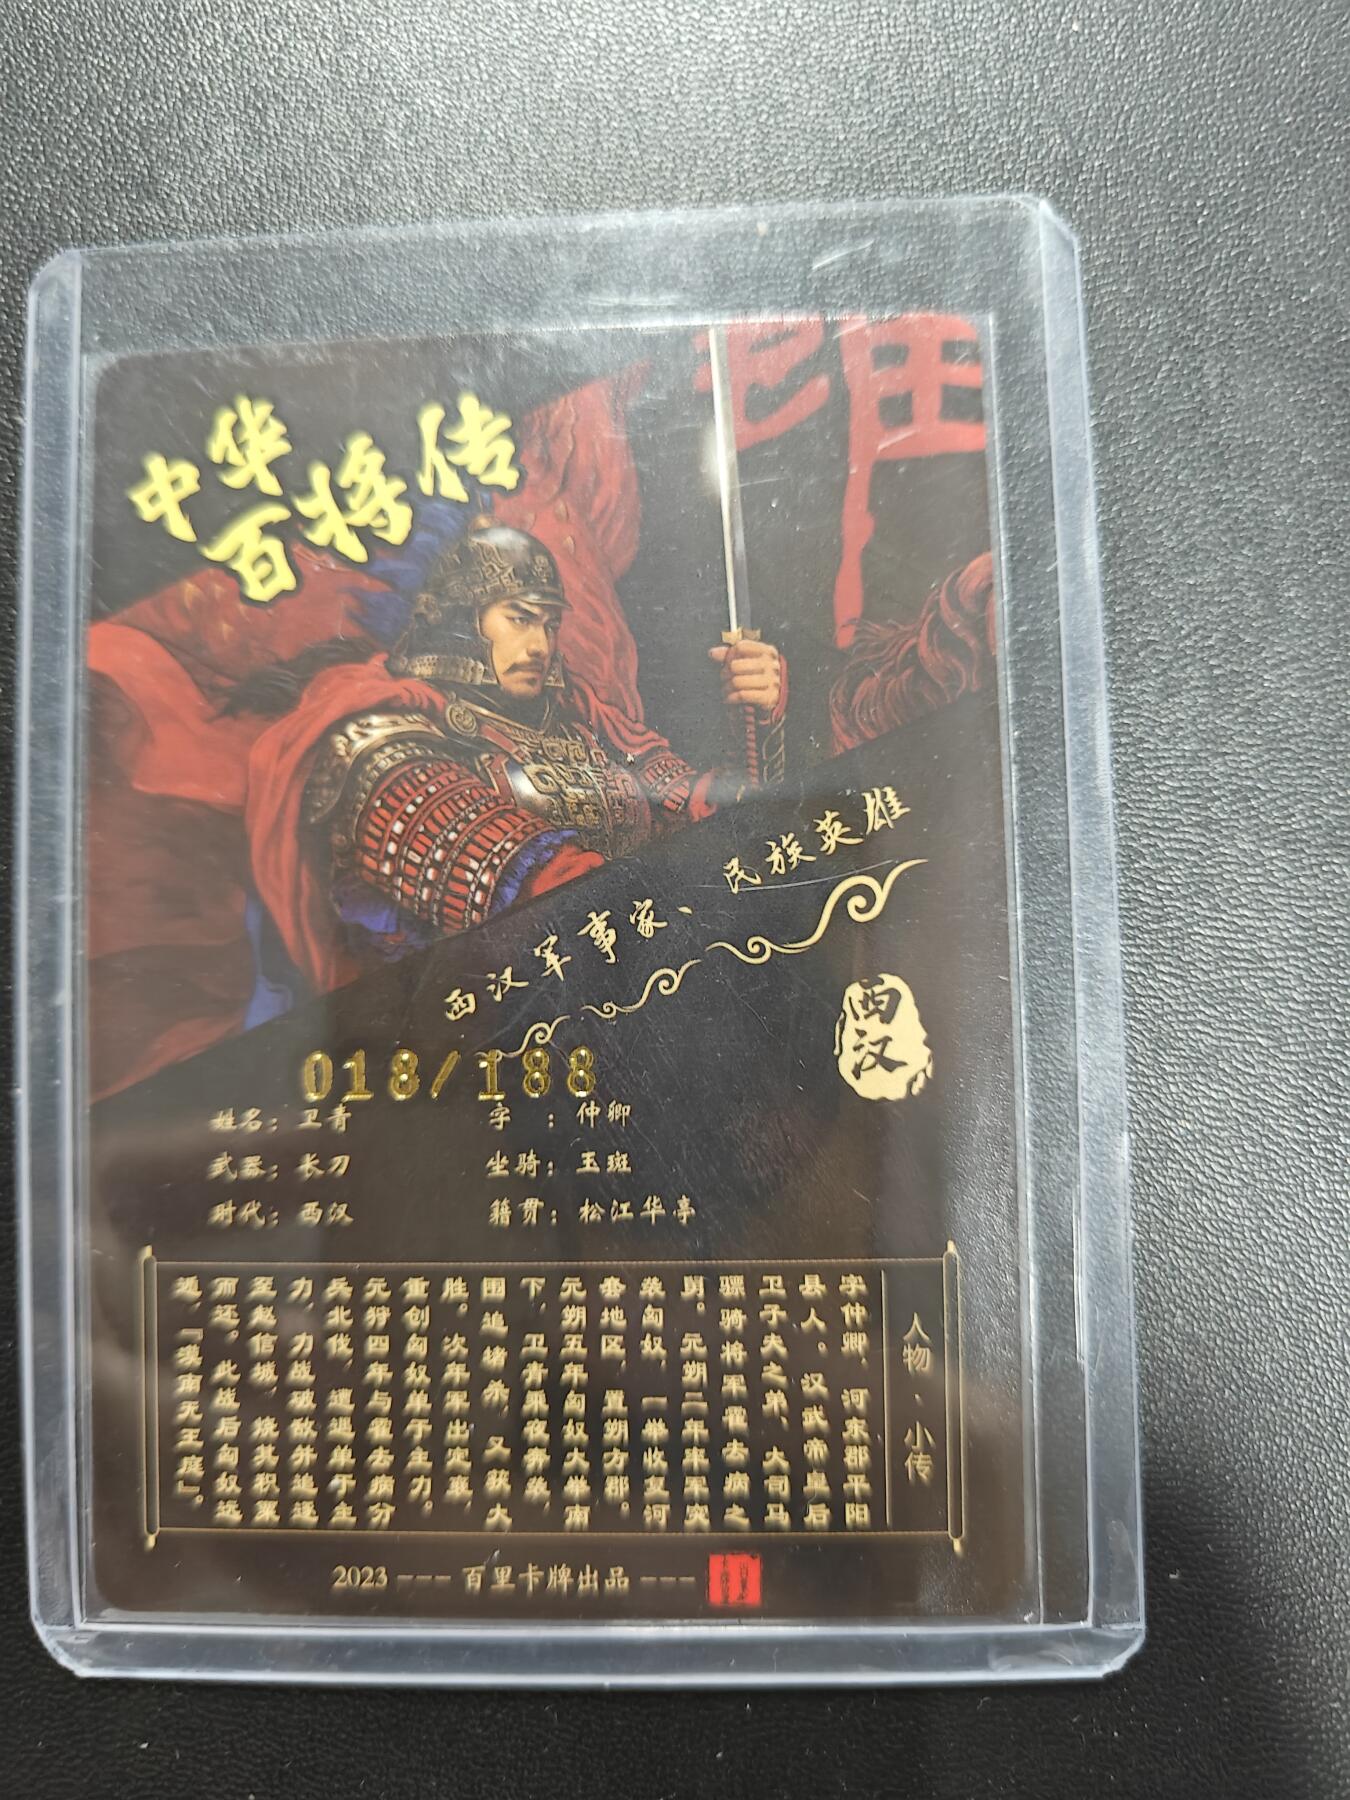 中华
百将传
西汉军事家、民族英雄
西汉
018/188
姓名：卫青 字：仲卿
武器：长刀 坐骑：玉斑
时代：西汉 籍贯：松江华亭
人物·小传
字仲卿，河东郡平阳
县人。汉武帝皇后
卫子夫之弟、大司马
骠骑将军霍去病之
舅。元朔二年率军突
袭匈奴，一举收复河
套地区，置朔方郡。
元朔五年匈奴大举南
下，卫青乘夜奔袭，
围追堵杀，又获大
胜。次年军出定襄，
重创匈奴单于主力。
元狩四年与霍去病分
兵北伐，遭遇单于主
力，力战破敌并追逐
至赵信城，烧其积粟
而还。此战后匈奴远
遁，「漠南无王庭」。
2023 --- 百里卡牌出品 ---